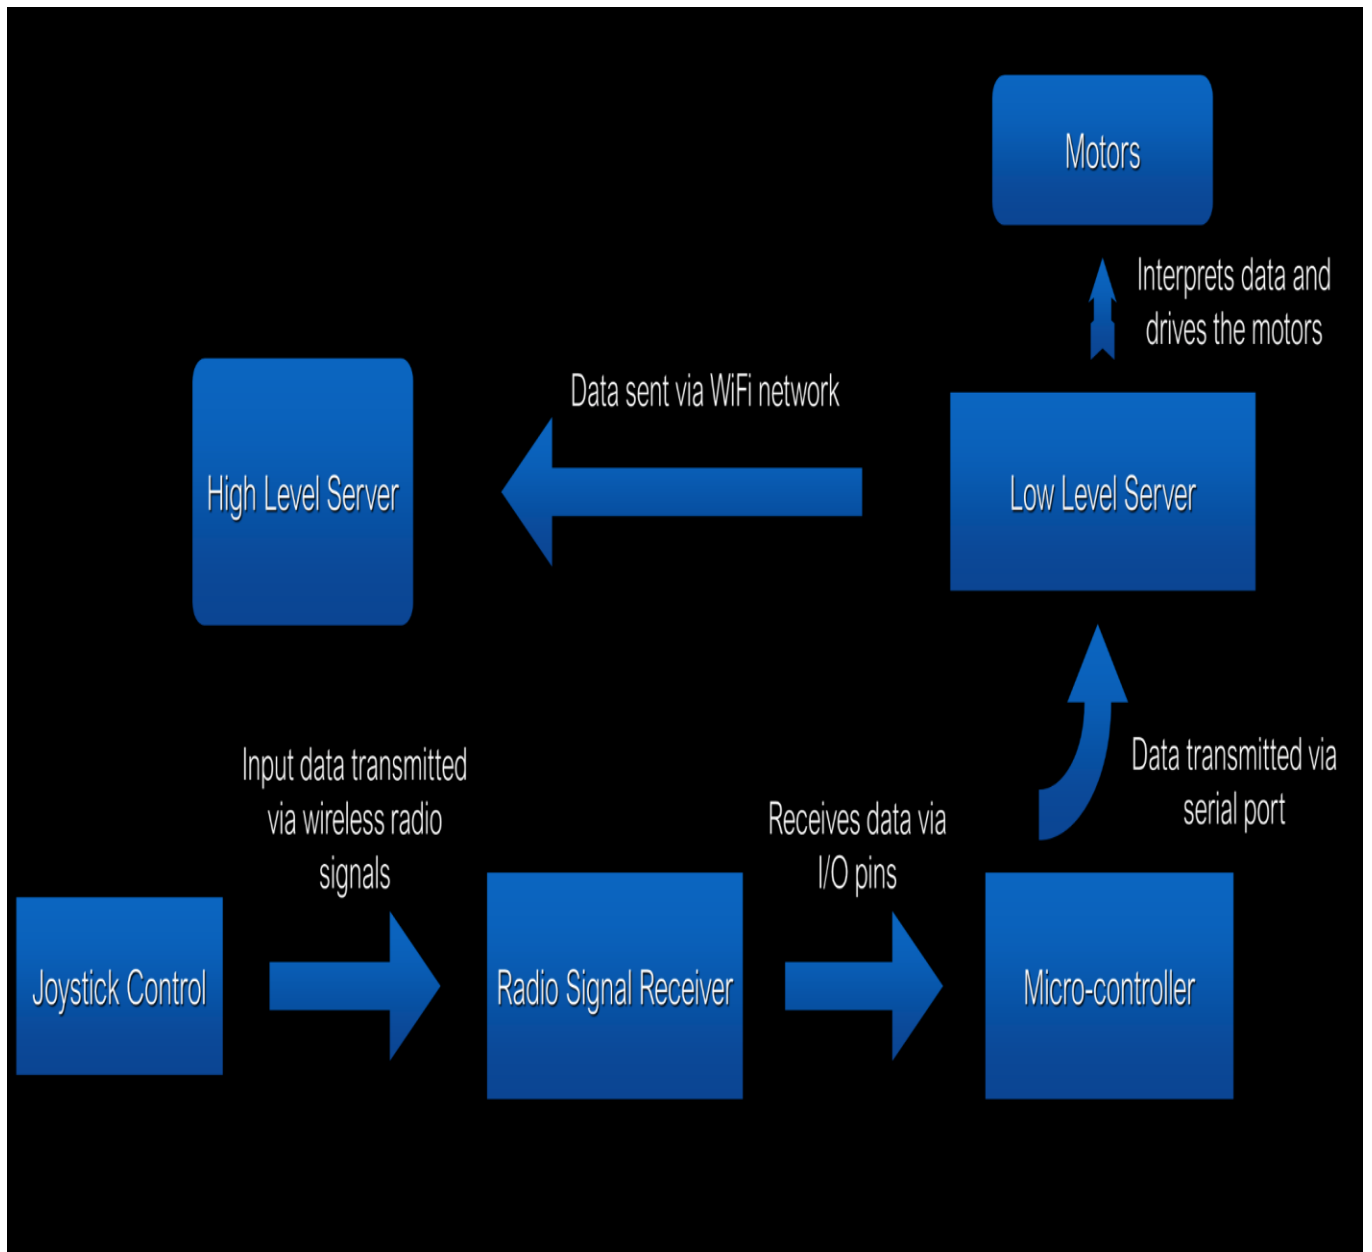 Motors
Interprets data and
drives the motors
Data sent via WiFi network
High Level Server
Low Level Server
Input data transmitted
via wireless radio
signals
Receives data via
I/O pins
Data transmitted via
serial port
Joystick Control
Radio Signal Receiver
Micro-controller